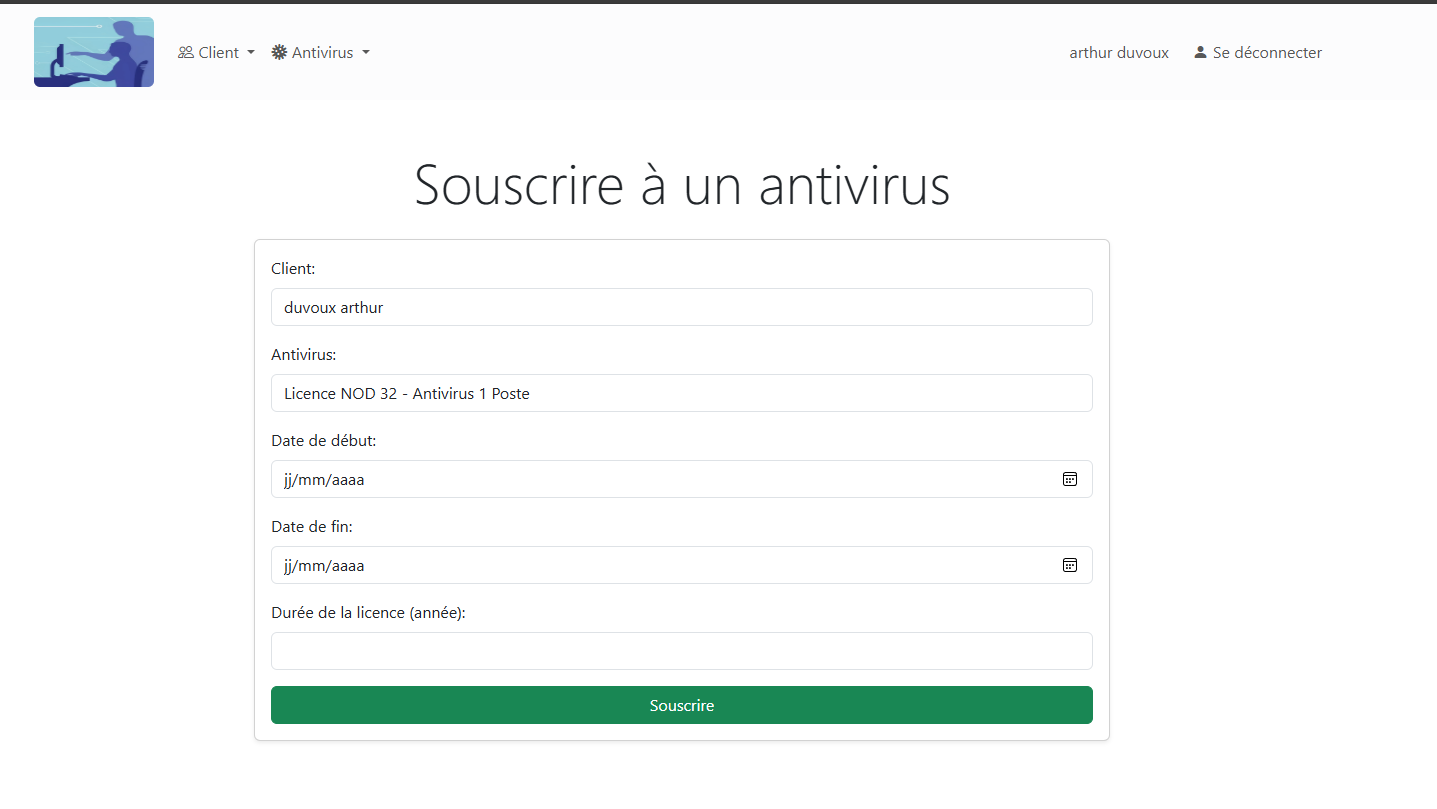 Client
Antivirus
arthur duvoux
Se déconnecter
Souscrire à un antivirus
Client:
duvoux arthur
Antivirus:
Licence NOD 32 - Antivirus 1 Poste
Date de début:
jj/mm/aaaa
Date de fin:
jj/mm/aaaa
Durée de la licence (année):
Souscrire